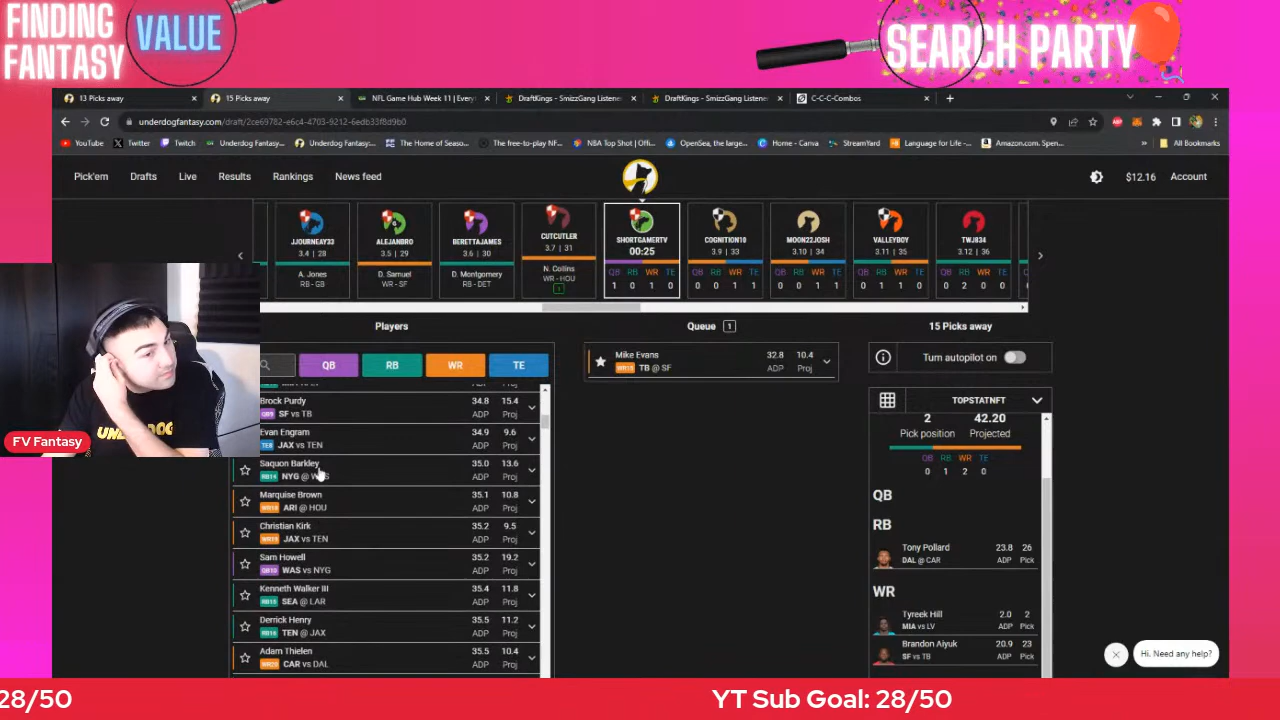 FINDING
FANTASY
VALUE
SEARCH PARTY
13 Picks away
15 Picks away
NFL Game Hub Week 11 | Every
DraftKings - SmizzGang Listene
DraftKings - SmizzGang Listene
C-C-C-Combos
underdogfantasy.com/draft/2ce69782-e6c4-4703-9212-6edb33f8d9b0
YouTube
Twitter
Twitch
Underdog Fantasy...
Underdog Fantasy:...
The Home of Seaso...
The free-to-play NF...
NBA Top Shot | Offi...
OpenSea, the large...
Home - Canva
StreamYard
Language for Life -...
Amazon.com. Spen...
All Bookmarks
Pick'em
Drafts
Live
Results
Rankings
News feed
$12.16
Account
JJOURNEAY33
3.4 | 28
A. Jones
RB - GB
ALEJANDRO
3.5 | 29
D. Samuel
WR - SF
BERETTAJAMES
3.6 | 30
D. Montgomery
RB - DET
CUTCUTLER
3.7 | 31
N. Collins
WR - HOU
1
SHORTGAMERTV
00:25
QB RB WR TE
1 0 1 0
COGNITION10
3.9 | 33
QB RB WR TE
0 0 1 1
MOON22JOSH
3.10 | 34
QB RB WR TE
0 0 1 1
VALLEYBOY
3.11 | 35
QB RB WR TE
0 1 1 0
TWJ834
3.12 | 36
QB RB WR TE
0 2 0 0
Players
QB
RB
WR
TE
Brock Purdy
34.8 15.4
SF vs TB
ADP Proj
Evan Engram
34.9 9.6
JAX vs TEN
ADP Proj
Saquon Barkley
35.0 13.6
NYG @ WAS
ADP Proj
Marquise Brown
35.1 10.8
ARI @ HOU
ADP Proj
Christian Kirk
35.2 9.5
JAX vs TEN
ADP Proj
Sam Howell
35.2 19.2
WAS vs NYG
ADP Proj
Kenneth Walker III
35.4 11.8
SEA @ LAR
ADP Proj
Derrick Henry
35.5 11.2
TEN @ JAX
ADP Proj
Adam Thielen
35.5 10.4
CAR vs DAL
ADP Proj
Queue 1
Mike Evans
32.8 10.4
TB @ SF
ADP Proj
15 Picks away
Turn autopilot on
TOPSTATNFT
2 42.20
Pick position Projected
QB RB WR TE
0 1 2 0
QB
RB
Tony Pollard
23.8 26
DAL @ CAR
ADP Pick
WR
Tyreek Hill
2.0 2
MIA vs LV
ADP Pick
Brandon Aiyuk
20.9 23
SF vs TB
ADP Pick
Hi. Need any help?
FV Fantasy
28/50
YT Sub Goal: 28/50